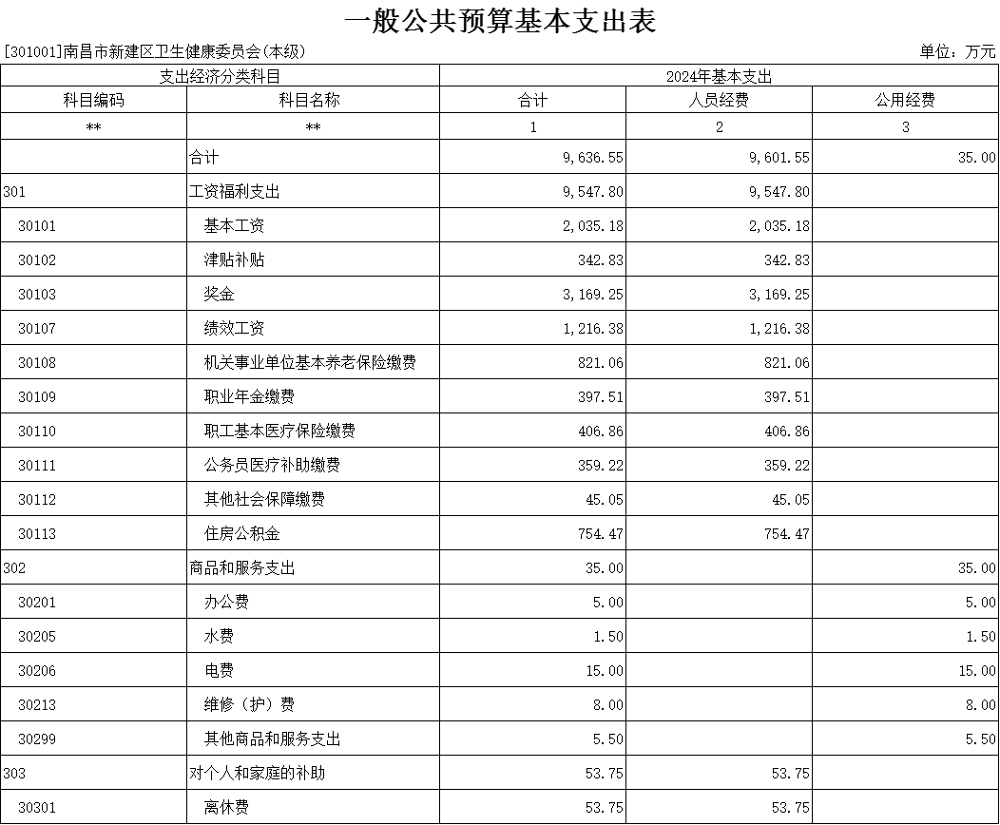 一般公共预算基本支出表
[301001]南昌市新建区卫生健康委员会(本级) 单位：万元
支出经济分类科目 2024年基本支出
科目编码 科目名称 合计 人员经费 公用经费
** ** 1 2 3
合计 9,636.55 9,601.55 35.00
301 工资福利支出 9,547.80 9,547.80
30101 基本工资 2,035.18 2,035.18
30102 津贴补贴 342.83 342.83
30103 奖金 3,169.25 3,169.25
30107 绩效工资 1,216.38 1,216.38
30108 机关事业单位基本养老保险缴费 821.06 821.06
30109 职业年金缴费 397.51 397.51
30110 职工基本医疗保险缴费 406.86 406.86
30111 公务员医疗补助缴费 359.22 359.22
30112 其他社会保障缴费 45.05 45.05
30113 住房公积金 754.47 754.47
302 商品和服务支出 35.00 35.00
30201 办公费 5.00 5.00
30205 水费 1.50 1.50
30206 电费 15.00 15.00
30213 维修（护）费 8.00 8.00
30299 其他商品和服务支出 5.50 5.50
303 对个人和家庭的补助 53.75 53.75
30301 离休费 53.75 53.75